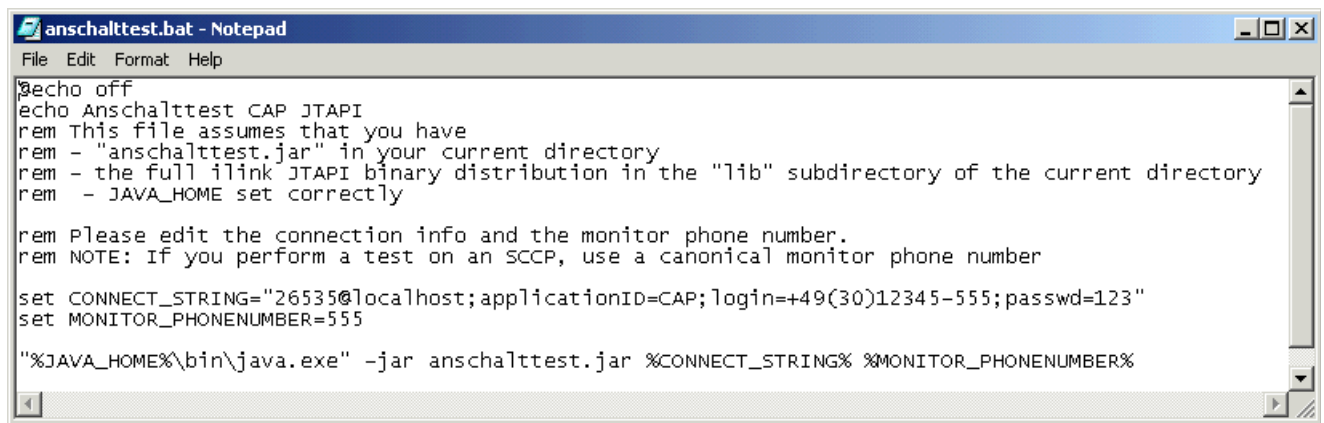 anschalttest.bat - Notepad
File Edit Format Help
@echo off
echo Anschalttest CAP JTAPI
rem This file assumes that you have
rem - "anschalttest.jar" in your current directory
rem - the full ilink JTAPI binary distribution in the "lib" subdirectory of the current directory
rem  - JAVA_HOME set correctly
rem Please edit the connection info and the monitor phone number.
rem NOTE: If you perform a test on an SCCP, use a canonical monitor phone number
set CONNECT_STRING="26535@localhost;applicationID=CAP;login=+49(30)12345-555;passwd=123"
set MONITOR_PHONENUMBER=555
"%JAVA_HOME%\bin\java.exe" -jar anschalttest.jar %CONNECT_STRING% %MONITOR_PHONENUMBER%